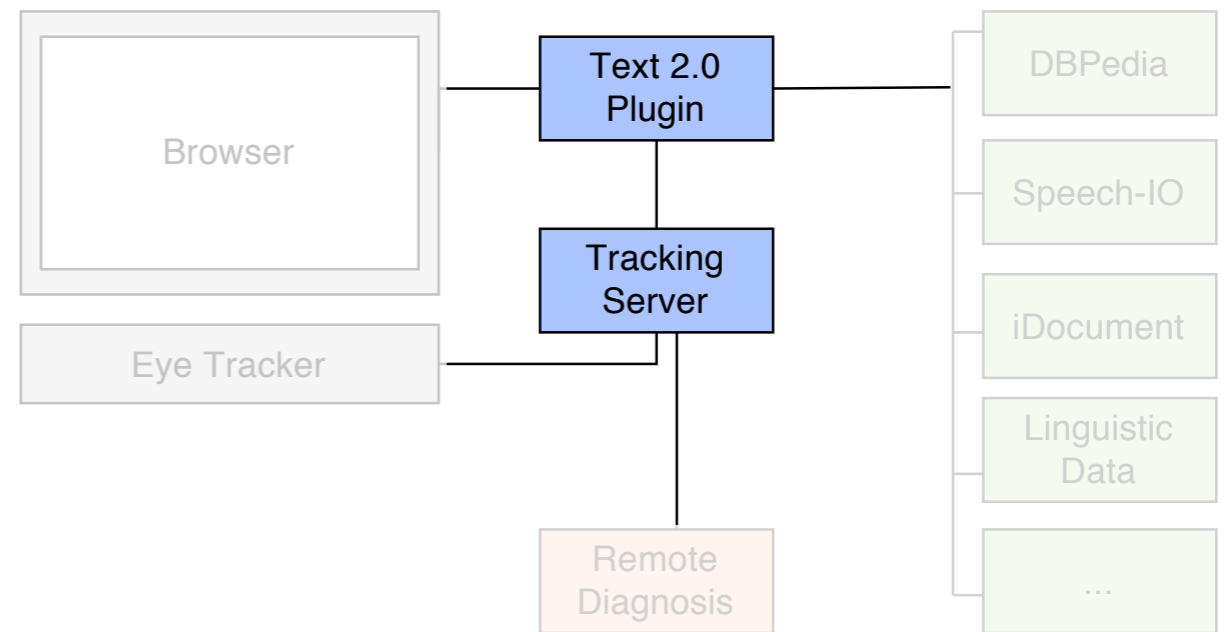 Browser
Eye Tracker
Text 2.0
Plugin
Tracking
Server
Remote
Diagnosis
DBPedia
Speech-IO
iDocument
Linguistic
Data
...